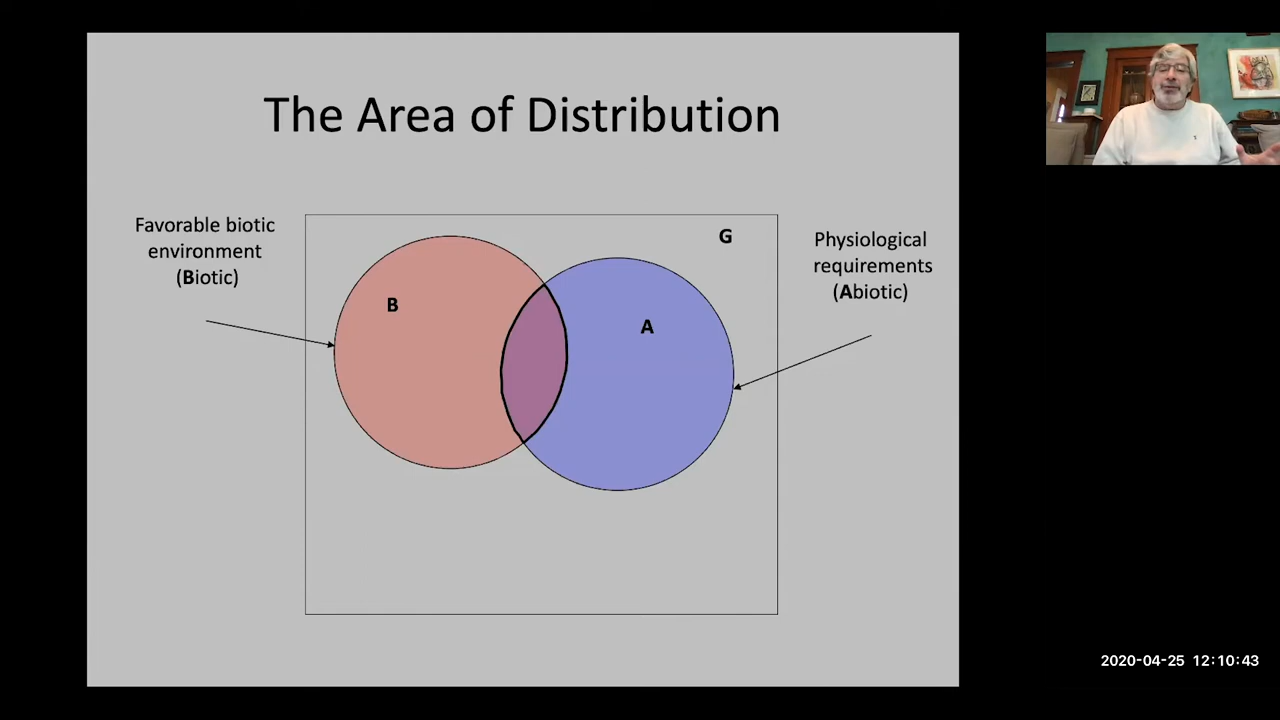 The Area of Distribution
Favorable biotic
environment
(Biotic)
G
Physiological
requirements
(Abiotic)
B
A
2020-04-25 12:10:43